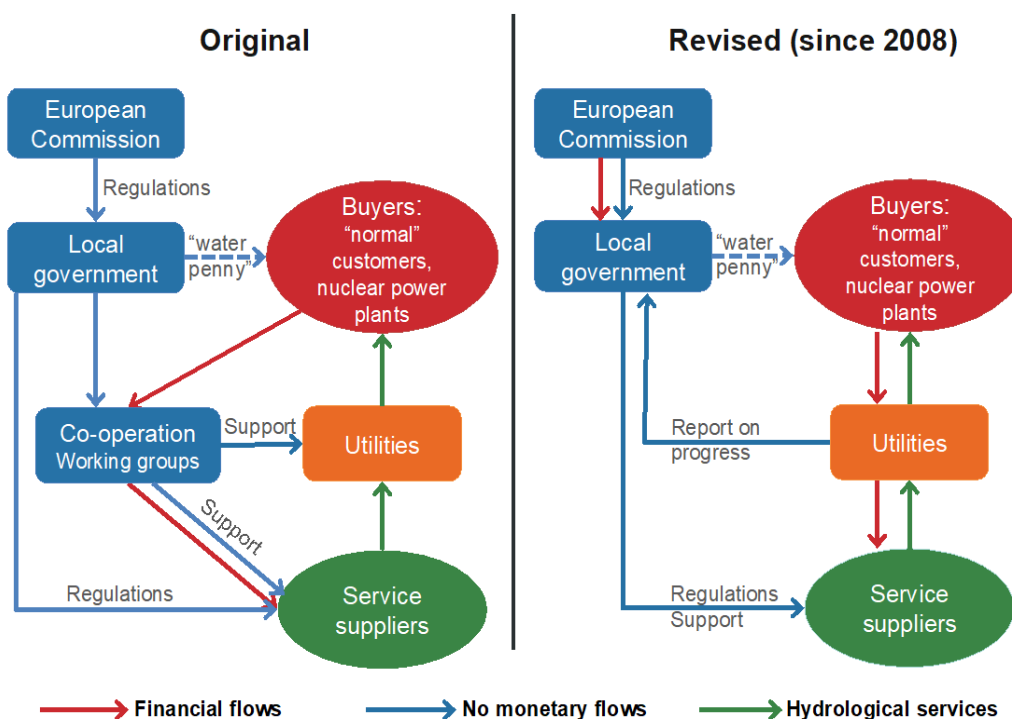 Original
European
Commission
Regulations
Local
government
“water
penny”
Buyers:
“normal”
customers,
nuclear power
plants
Co-operation
Working groups
Support
Utilities
Support
Regulations
Service
suppliers
Revised (since 2008)
European
Commission
Regulations
Local
government
“water
penny”
Buyers:
“normal”
customers,
nuclear power
plants
Report on
progress
Utilities
Regulations
Support
Service
suppliers
Financial flows
No monetary flows
Hydrological services